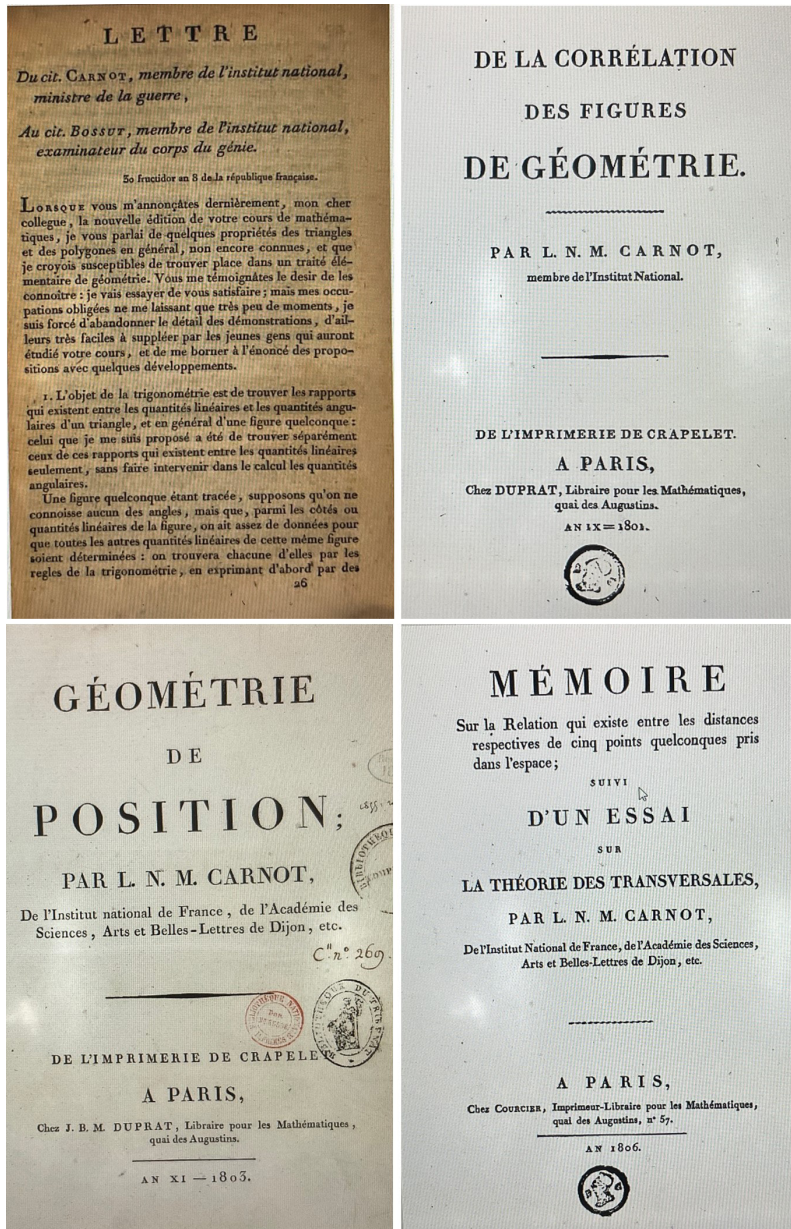 LETTRE
Du cit. CARNOT, membre de l'institut national,
ministre de la guerre,
Au cit. BOSSUT, membre de l'institut national,
examinateur du corps du génie.
30 fructidor an 8 de la république française.
LORSQUE vous m'annonçâtes dernièrement, mon cher
collegue, la nouvelle édition de votre cours de mathéma-
tiques, je vous parlai de quelques propriétés des triangles
et des polygones en général, non encore connues, et que
je croyois susceptibles de trouver place dans un traité élé-
mentaire de géométrie. Vous me témoignâtes le desir de les
connoître : je vais essayer de vous satisfaire ; mais mes occu-
pations obligées ne me laissant que très peu de moments, je
suis forcé d'abandonner le détail des démonstrations, d'ail-
leurs très faciles à suppléer par les jeunes gens qui auront
étudié votre cours, et de me borner à l'énoncé des propo-
sitions avec quelques développements.
1. L'objet de la trigonométrie est de trouver les rapports
qui existent entre les quantités linéaires et les quantités angu-
laires d'un triangle, et en général d'une figure quelconque :
celui que je me suis proposé a été de trouver séparément
ceux de ces rapports qui existent entre les quantités linéaires
seulement, sans faire intervenir dans le calcul les quantités
angulaires.
Une figure quelconque étant tracée, supposons qu'on ne
connoisse aucun des angles, mais que, parmi les côtés ou
quantités linéaires de la figure, on ait assez de données pour
que toutes les autres quantités linéaires de cette même figure
soient déterminées : on trouvera chacune d'elles par les
regles de la trigonométrie, en exprimant d'abord par des
26
DE LA CORRÉLATION
DES FIGURES
DE GÉOMÉTRIE.
PAR L. N. M. CARNOT,
membre de l'Institut National.
DE L'IMPRIMERIE DE CRAPELET.
A PARIS,
Chez DUPRAT, Libraire pour les Mathématiques,
quai des Augustins.
AN IX = 1801.
GÉOMÉTRIE
DE
POSITION;
PAR L. N. M. CARNOT,
De l'Institut national de France, de l'Académie des
Sciences, Arts et Belles-Lettres de Dijon, etc.
C.n n° 269.
DE L'IMPRIMERIE DE CRAPELE
A PARIS,
Chez J. B. M. DUPRAT, Libraire pour les Mathématiques,
quai des Augustins.
AN XI — 1803.
MÉMOIRE
Sur la Relation qui existe entre les distances
respectives de cinq points quelconques pris
dans l'espace;
SUIVI
D'UN ESSAI
SUR
LA THÉORIE DES TRANSVERSALES,
PAR L. N. M. CARNOT,
De l'Institut National de France, de l'Académie des Sciences,
Arts et Belles-Lettres de Dijon, etc.
A PARIS,
Chez COURCIER, Imprimeur-Libraire pour les Mathématiques,
quai des Augustins, n° 57.
AN 1806.